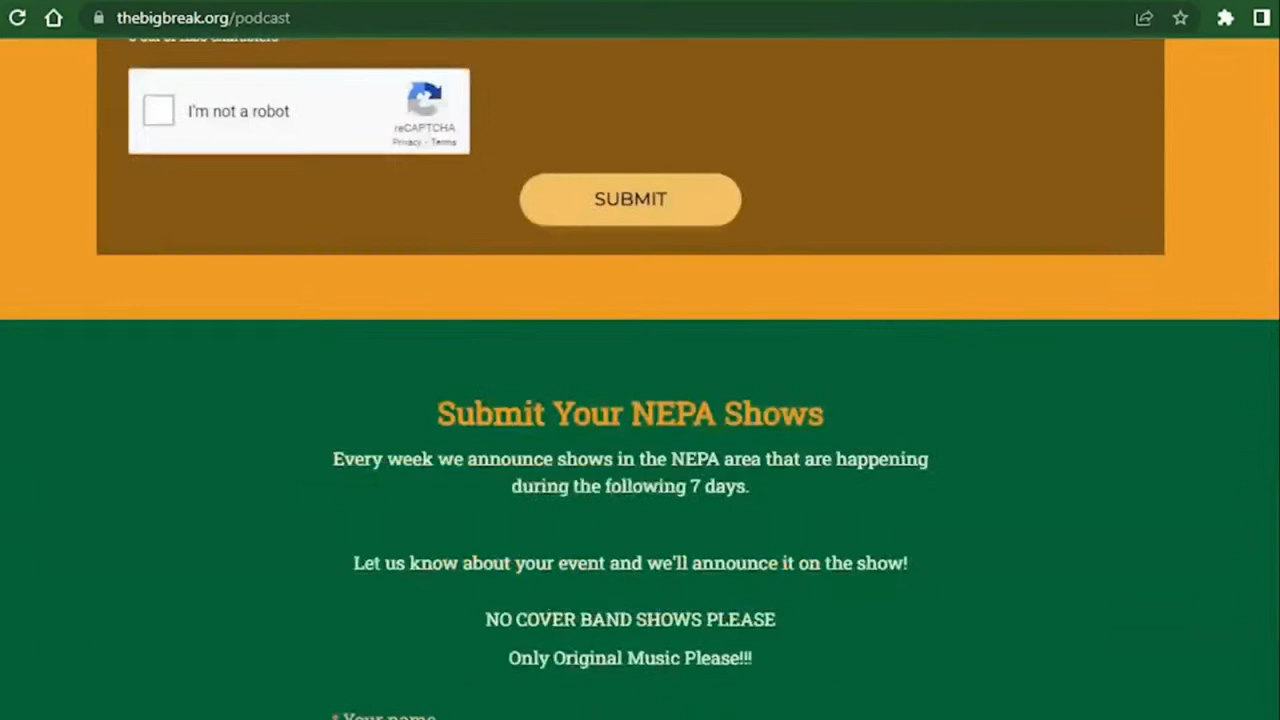 thebigbreak.org/podcast
I'm not a robot
reCAPTCHA
Privacy - Terms
SUBMIT
Submit Your NEPA Shows
Every week we announce shows in the NEPA area that are happening
during the following 7 days.
Let us know about your event and we'll announce it on the show!
NO COVER BAND SHOWS PLEASE
Only Original Music Please!!!
* Your name